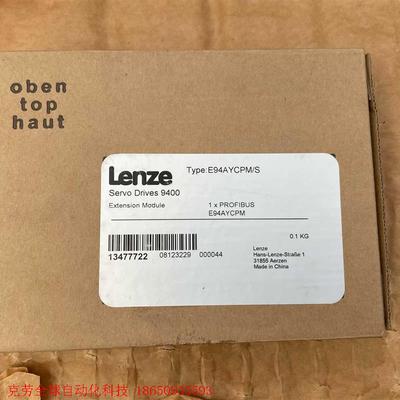 oben
top
haut
Lenze
Type:E94AYCPM/S
Servo Drives 9400
Extension Module
1 x PROFIBUS
E94AYCPM
0.1 KG
13477722 08123229 000044
Lenze
Hans-Lenze-Straße 1
31855 Aerzen
Made in China
克劳全球自动化科技